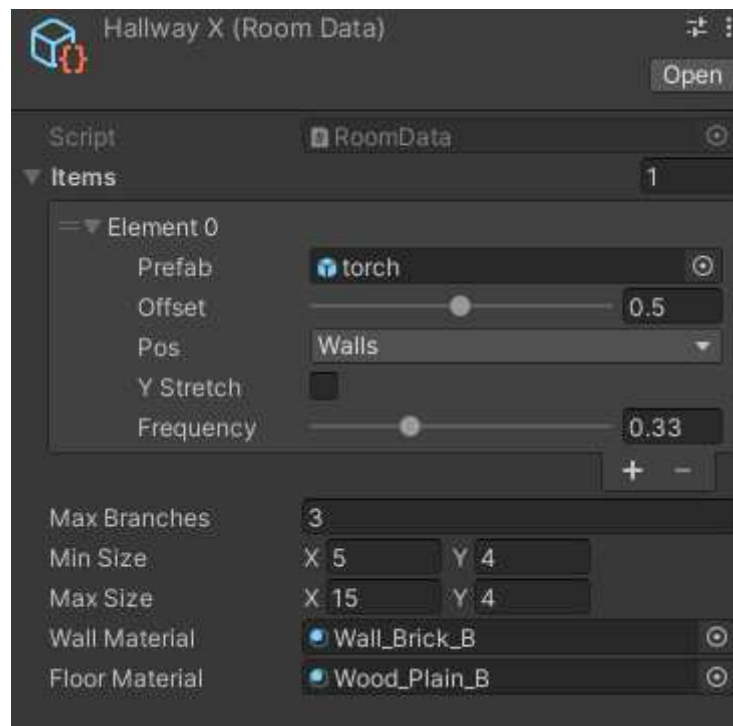 Hallway X (Room Data)
Open
Script RoomData
Items 1
Element 0
Prefab torch
Offset 0.5
Pos Walls
Y Stretch
Frequency 0.33
+ -
Max Branches 3
Min Size X 5 Y 4
Max Size X 15 Y 4
Wall Material Wall_Brick_B
Floor Material Wood_Plain_B